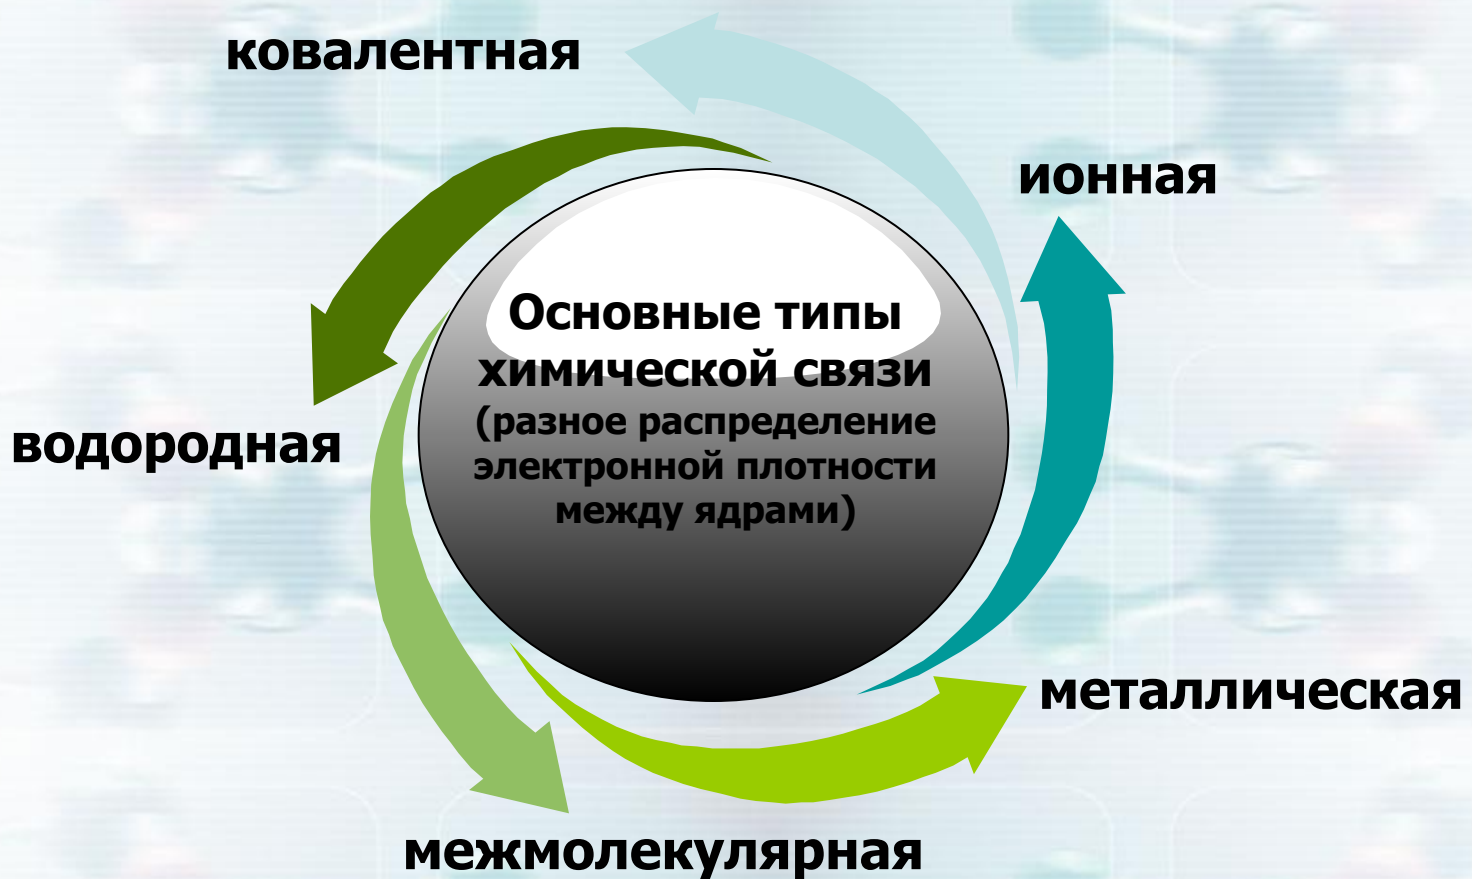 ковалентная
ионная
Основные типы
химической связи
(разное распределение
электронной плотности
между ядрами)
водородная
металлическая
межмолекулярная